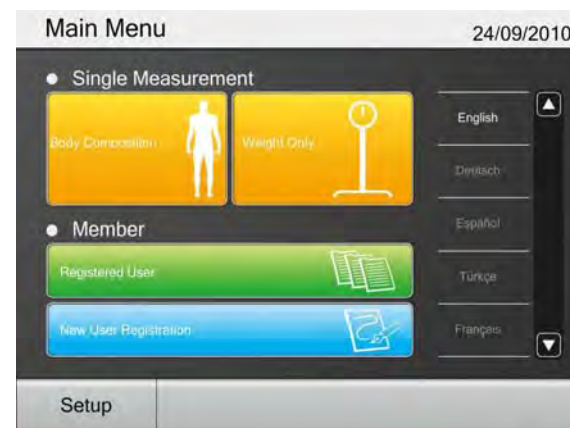 Main Menu
24/09/2010
Single Measurement
Body Composition
Weight Only
Member
Registered User
New User Registration
English
Deutsch
Español
Türkçe
Français
Setup